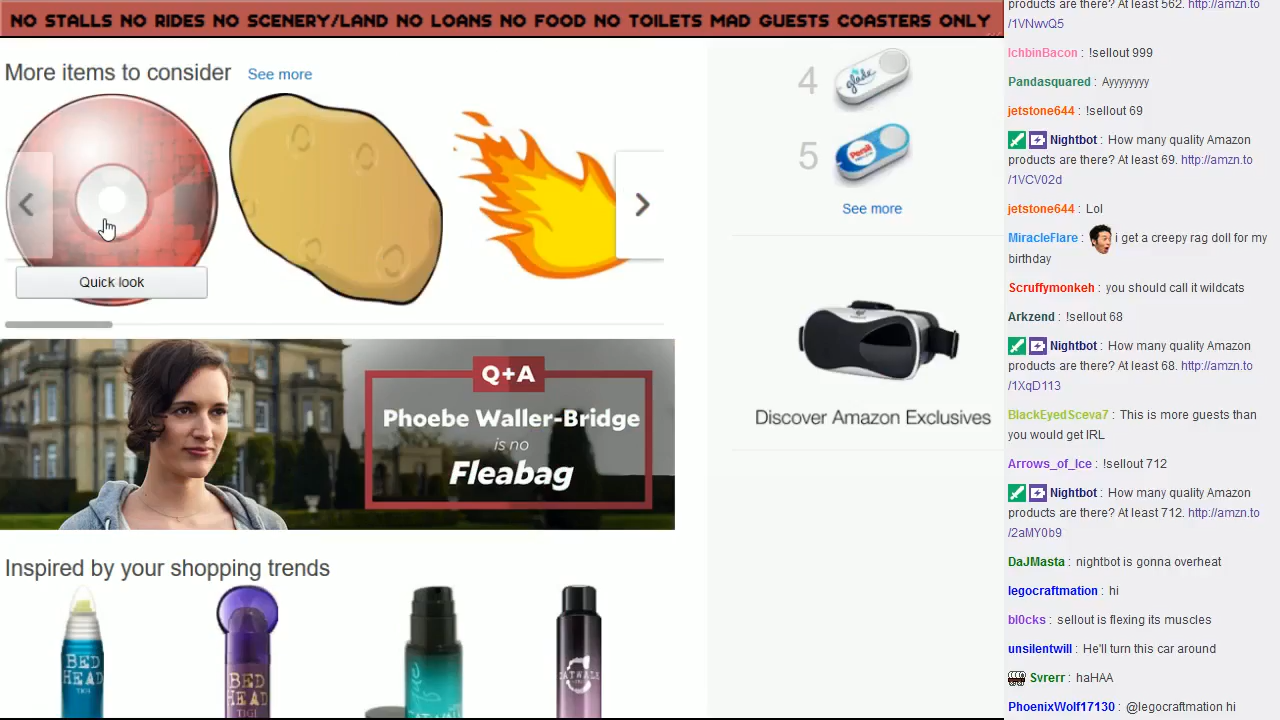 NO STALLS NO RIDES NO SCENERY/LAND NO LOANS NO FOOD NO TOILETS MAD GUESTS COASTERS ONLY
More items to consider See more
Quick look
4
glade
5
Persil
See more
Discover Amazon Exclusives
Q+A
Phoebe Waller-Bridge
is no
Fleabag
Inspired by your shopping trends
BED
HEAD
TIGI
BED
HEAD
TIGI
CATWALK
products are there? At least 562. http://amzn.to
/1VNwvQ5
IchbinBacon : !sellout 999
Pandasquared : Ayyyyyyy
jetstone644 : !sellout 69
Nightbot : How many quality Amazon
products are there? At least 69. http://amzn.to
/1VCV02d
jetstone644 : Lol
MiracleFlare : i get a creepy rag doll for my
birthday
Scruffymonkeh : you should call it wildcats
Arkzend : !sellout 68
Nightbot : How many quality Amazon
products are there? At least 68. http://amzn.to
/1XqD113
BlackEyedSceva7 : This is more guests than
you would get IRL
Arrows_of_Ice : !sellout 712
Nightbot : How many quality Amazon
products are there? At least 712. http://amzn.to
/2aMY0b9
DaJMasta : nightbot is gonna overheat
legocraftmation : hi
bl0cks : sellout is flexing its muscles
unsilentwill : He'll turn this car around
Svrerr : haHAA
PhoenixWolf17130 : @legocraftmation hi